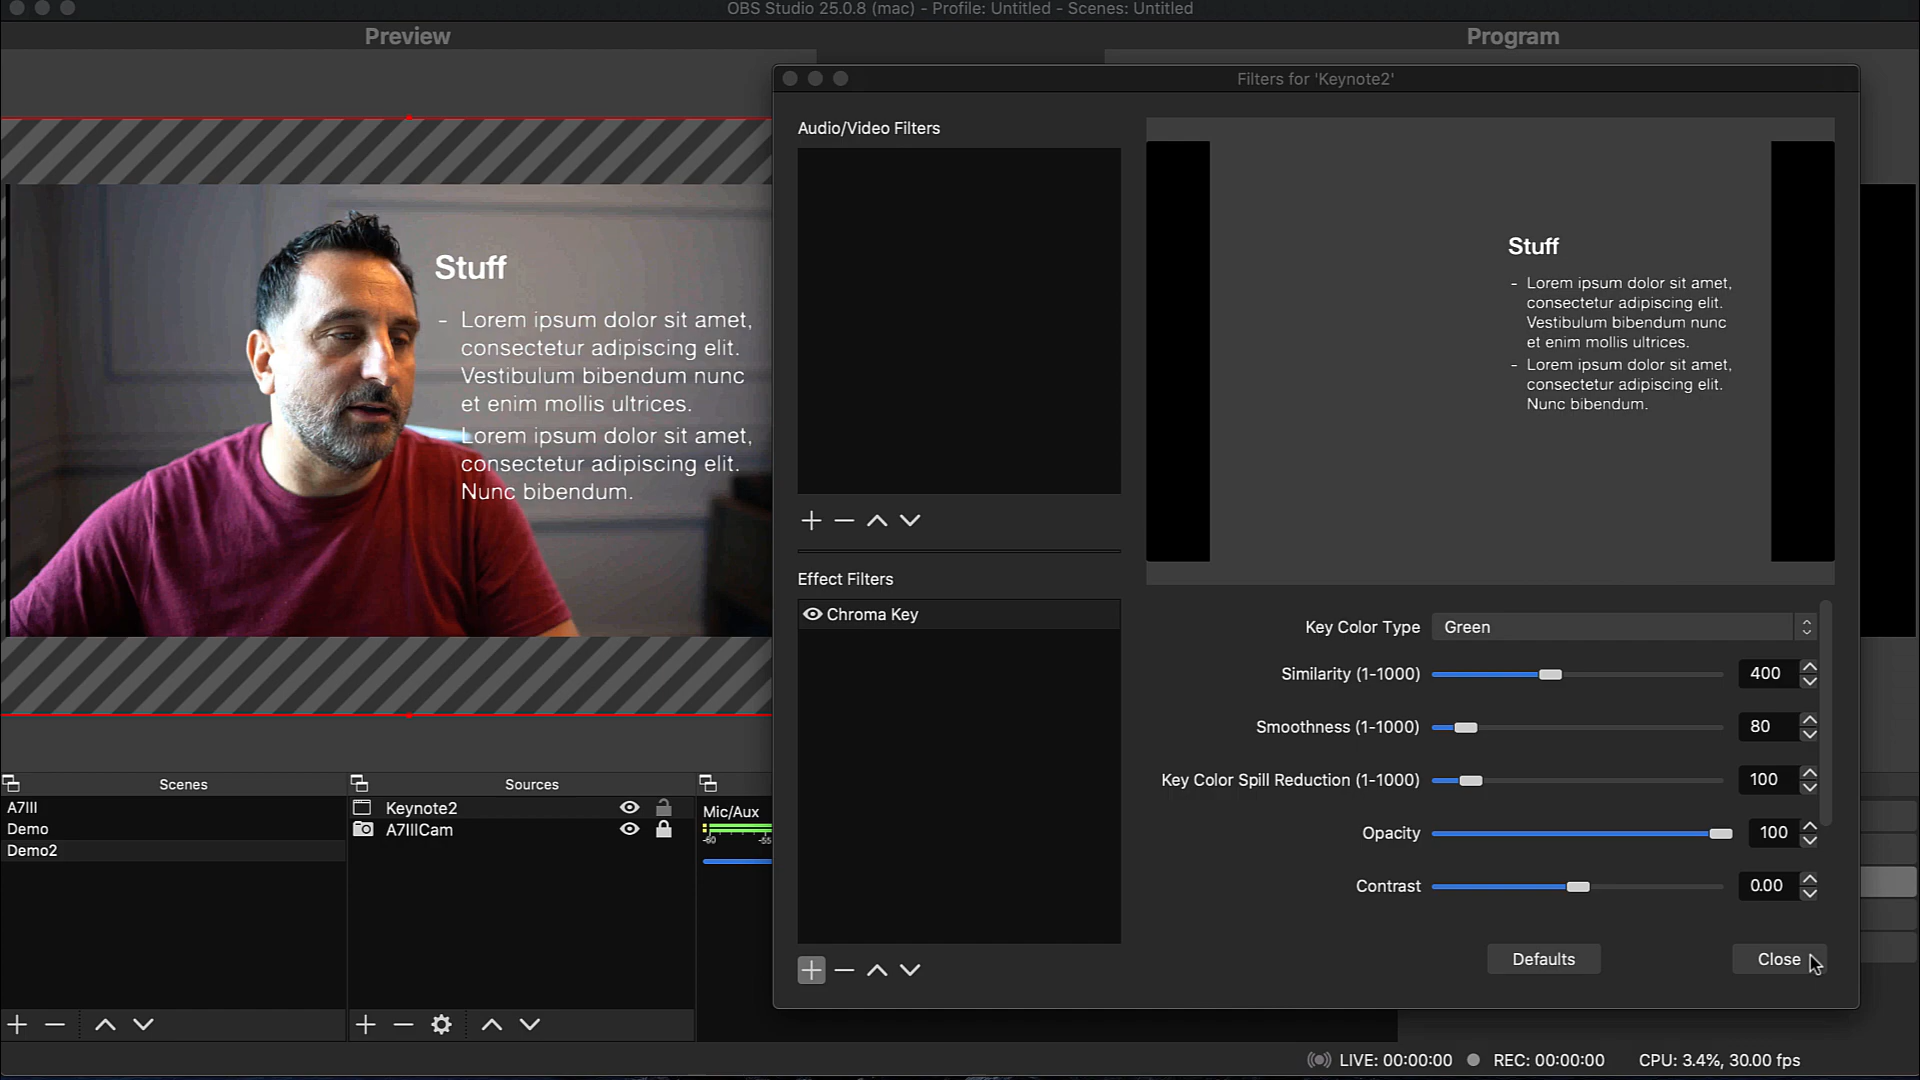 OBS Studio 25.0.8 (mac) - Profile: Untitled - Scenes: Untitled
Preview
Program
Filters for 'Keynote2'
Audio/Video Filters
Stuff
- Lorem ipsum dolor sit amet,
consectetur adipiscing elit.
Vestibulum bibendum nunc
et enim mollis ultrices.
Lorem ipsum dolor sit amet,
consectetur adipiscing elit.
Nunc bibendum.
Stuff
- Lorem ipsum dolor sit amet,
consectetur adipiscing elit.
Vestibulum bibendum nunc
et enim mollis ultrices.
- Lorem ipsum dolor sit amet,
consectetur adipiscing elit.
Nunc bibendum.
Effect Filters
Chroma Key
Key Color Type Green
Similarity (1-1000) 400
Smoothness (1-1000) 80
Key Color Spill Reduction (1-1000) 100
Opacity 100
Contrast 0.00
Defaults Close
Scenes
A7III
Demo
Demo2
Sources
Keynote2
A7IIICam
Mic/Aux
-60 -55
LIVE: 00:00:00 REC: 00:00:00 CPU: 3.4%, 30.00 fps